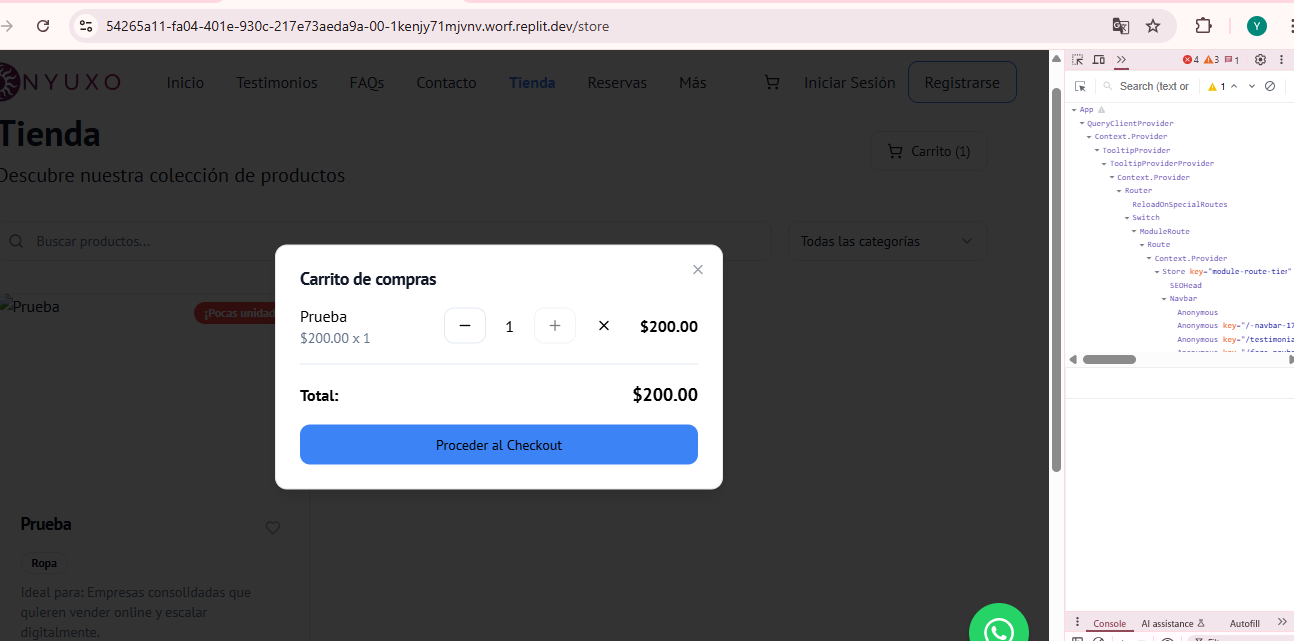 54265a11-fa04-401e-930c-217e73aeda9a-00-1kenjy71mjvnv.worf.replit.dev/store
Y
NYUXO
Inicio
Testimonios
FAQs
Contacto
Tienda
Reservas
Más
Iniciar Sesión
Registrarse
Tienda
Carrito (1)
Descubre nuestra colección de productos
Buscar productos...
Todas las categorías
Prueba
¡Pocas unidad
Carrito de compras
Prueba
$200.00 x 1
1
$200.00
Total:
$200.00
Proceder al Checkout
Prueba
Ropa
Ideal para: Empresas consolidadas que
quieren vender online y escalar
digitalmente.
4 3 1
Search (text or
1
App
QueryClientProvider
Context.Provider
TooltipProvider
TooltipProviderProvider
Context.Provider
Router
ReloadOnSpecialRoutes
Switch
ModuleRoute
Route
Context.Provider
Store key="module-route-tien"
SEOHead
Navbar
Anonymous
Anonymous key="/-navbar-17
Anonymous key="/testimonia
Console
AI assistance
Autofill